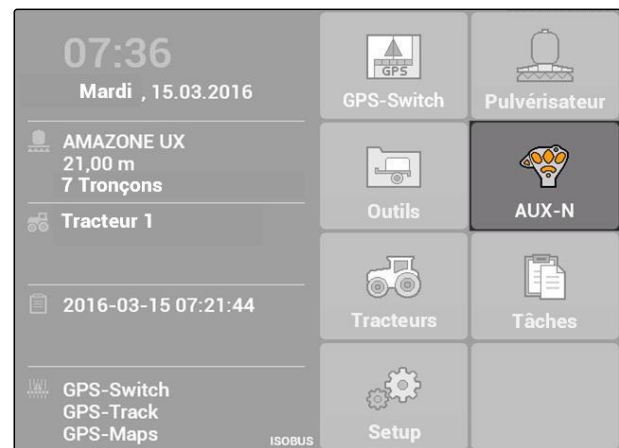 07:36
Mardi , 15.03.2016
AMAZONE UX
21,00 m
7 Tronçons
Tracteur 1
2016-03-15 07:21:44
GPS-Switch
GPS-Track
GPS-Maps
ISOBUS
GPS
GPS-Switch
Pulvérisateur
Outils
AUX-N
Tracteurs
Tâches
Setup